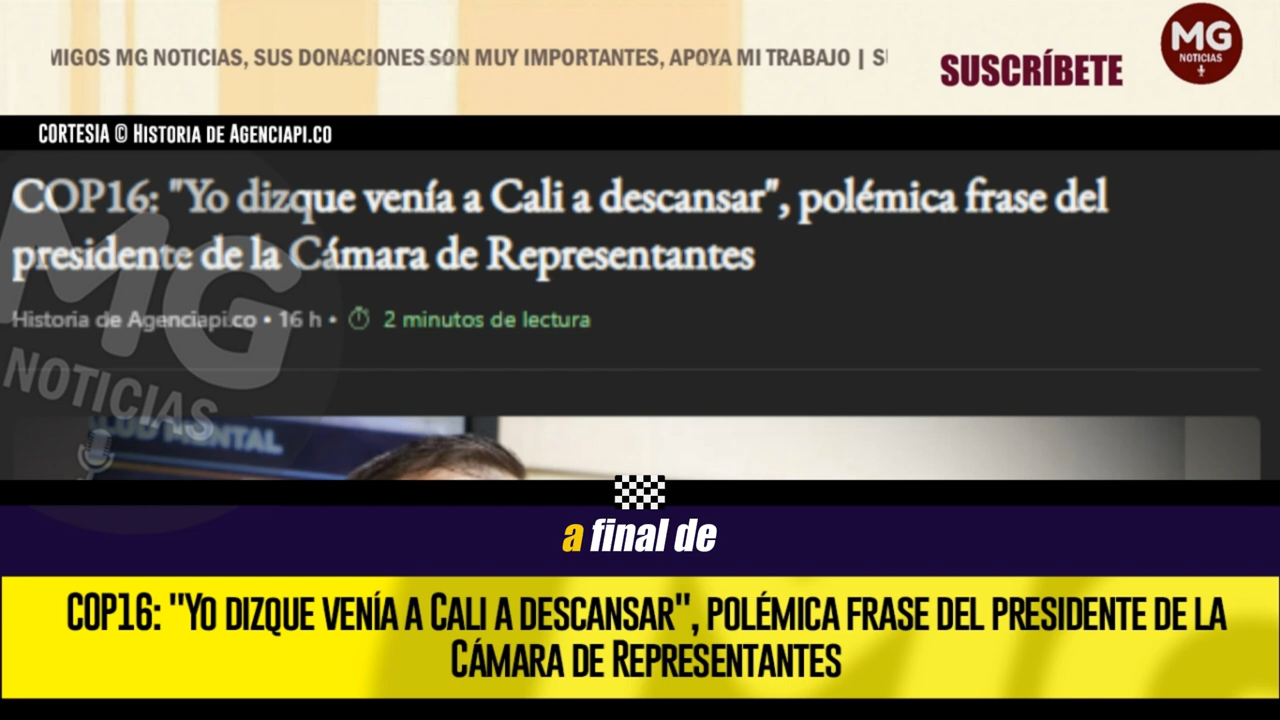 MIGOS MG NOTICIAS, SUS DONACIONES SON MUY IMPORTANTES, APOYA MI TRABAJO |
SUSCRÍBETE
MG
NOTICIAS
CORTESIA © HISTORIA DE AGENCIAPI.CO
COP16: "Yo dizque venía a Cali a descansar", polémica frase del
presidente de la Cámara de Representantes
Historia de Agenciapi.co • 16 h • 2 minutos de lectura
MG
NOTICIAS
MENTAL
a final de
COP16: "YO DIZQUE VENÍA A CALI A DESCANSAR", POLÉMICA FRASE DEL PRESIDENTE DE LA
CÁMARA DE REPRESENTANTES